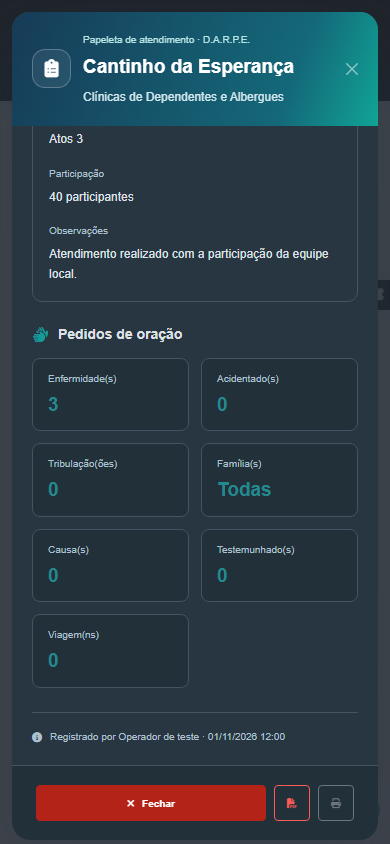 Papeleta de atendimento · D.A.R.P.E.
Cantinho da Esperança
Clínicas de Dependentes e Albergues
Atos 3
Participação
40 participantes
Observações
Atendimento realizado com a participação da equipe
local.
Pedidos de oração
Enfermidade(s)
3
Acidentado(s)
0
Tribulação(ões)
0
Família(s)
Todas
Causa(s)
0
Testemunhado(s)
0
Viagem(ns)
0
Registrado por Operador de teste · 01/11/2026 12:00
Fechar
PDF